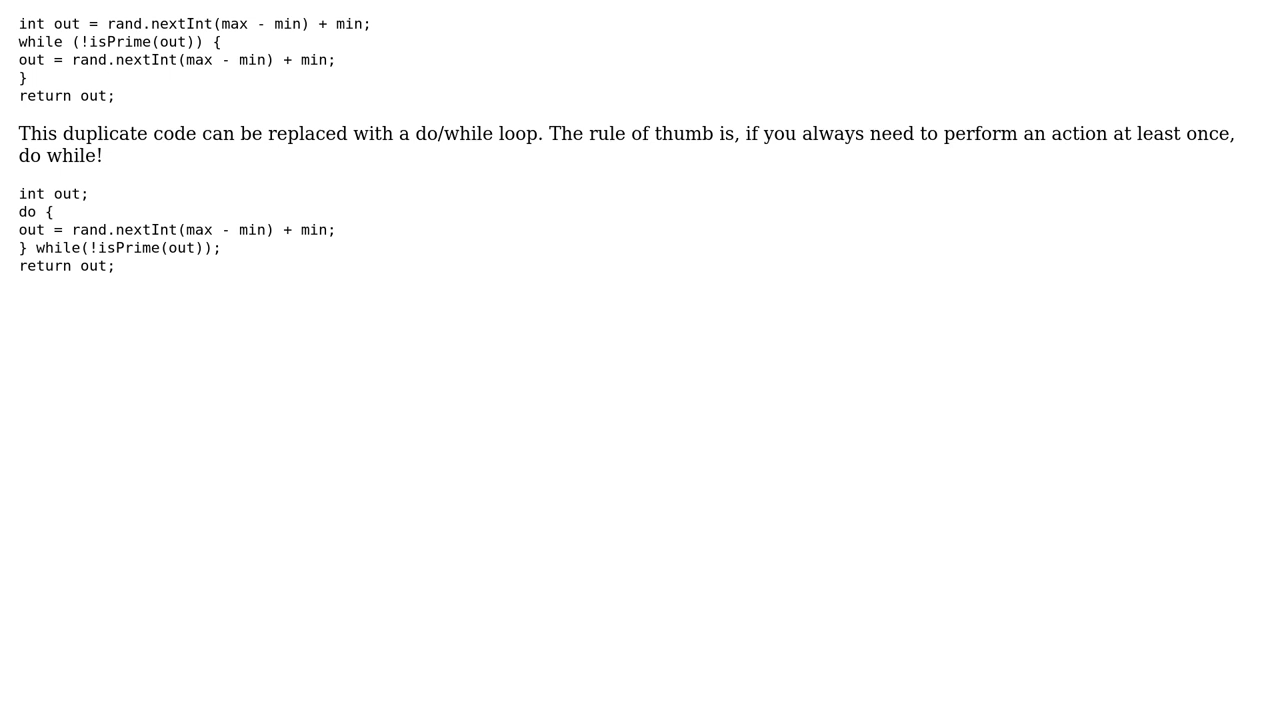 int out = rand.nextInt(max - min) + min;
while (!isPrime(out)) {
out = rand.nextInt(max - min) + min;
}
return out;
This duplicate code can be replaced with a do/while loop. The rule of thumb is, if you always need to perform an action at least once,
do while!
int out;
do {
out = rand.nextInt(max - min) + min;
} while(!isPrime(out));
return out;